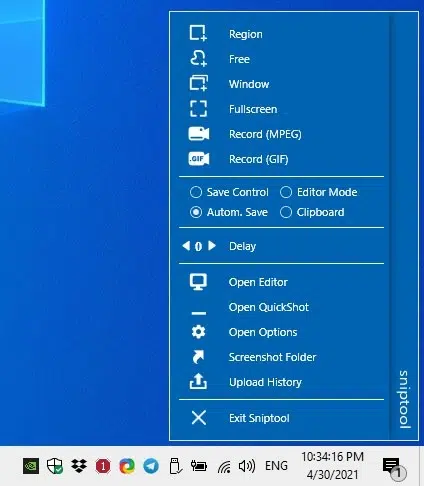 Region
Free
Window
Fullscreen
Record (MPEG)
.GIF Record (GIF)
Save Control Editor Mode
Autom. Save Clipboard
0 Delay
Open Editor
Open QuickShot
Open Options
Screenshot Folder
Upload History
Exit Sniptool
sniptool
1 ENG 10:34:16 PM 1
4/30/2021